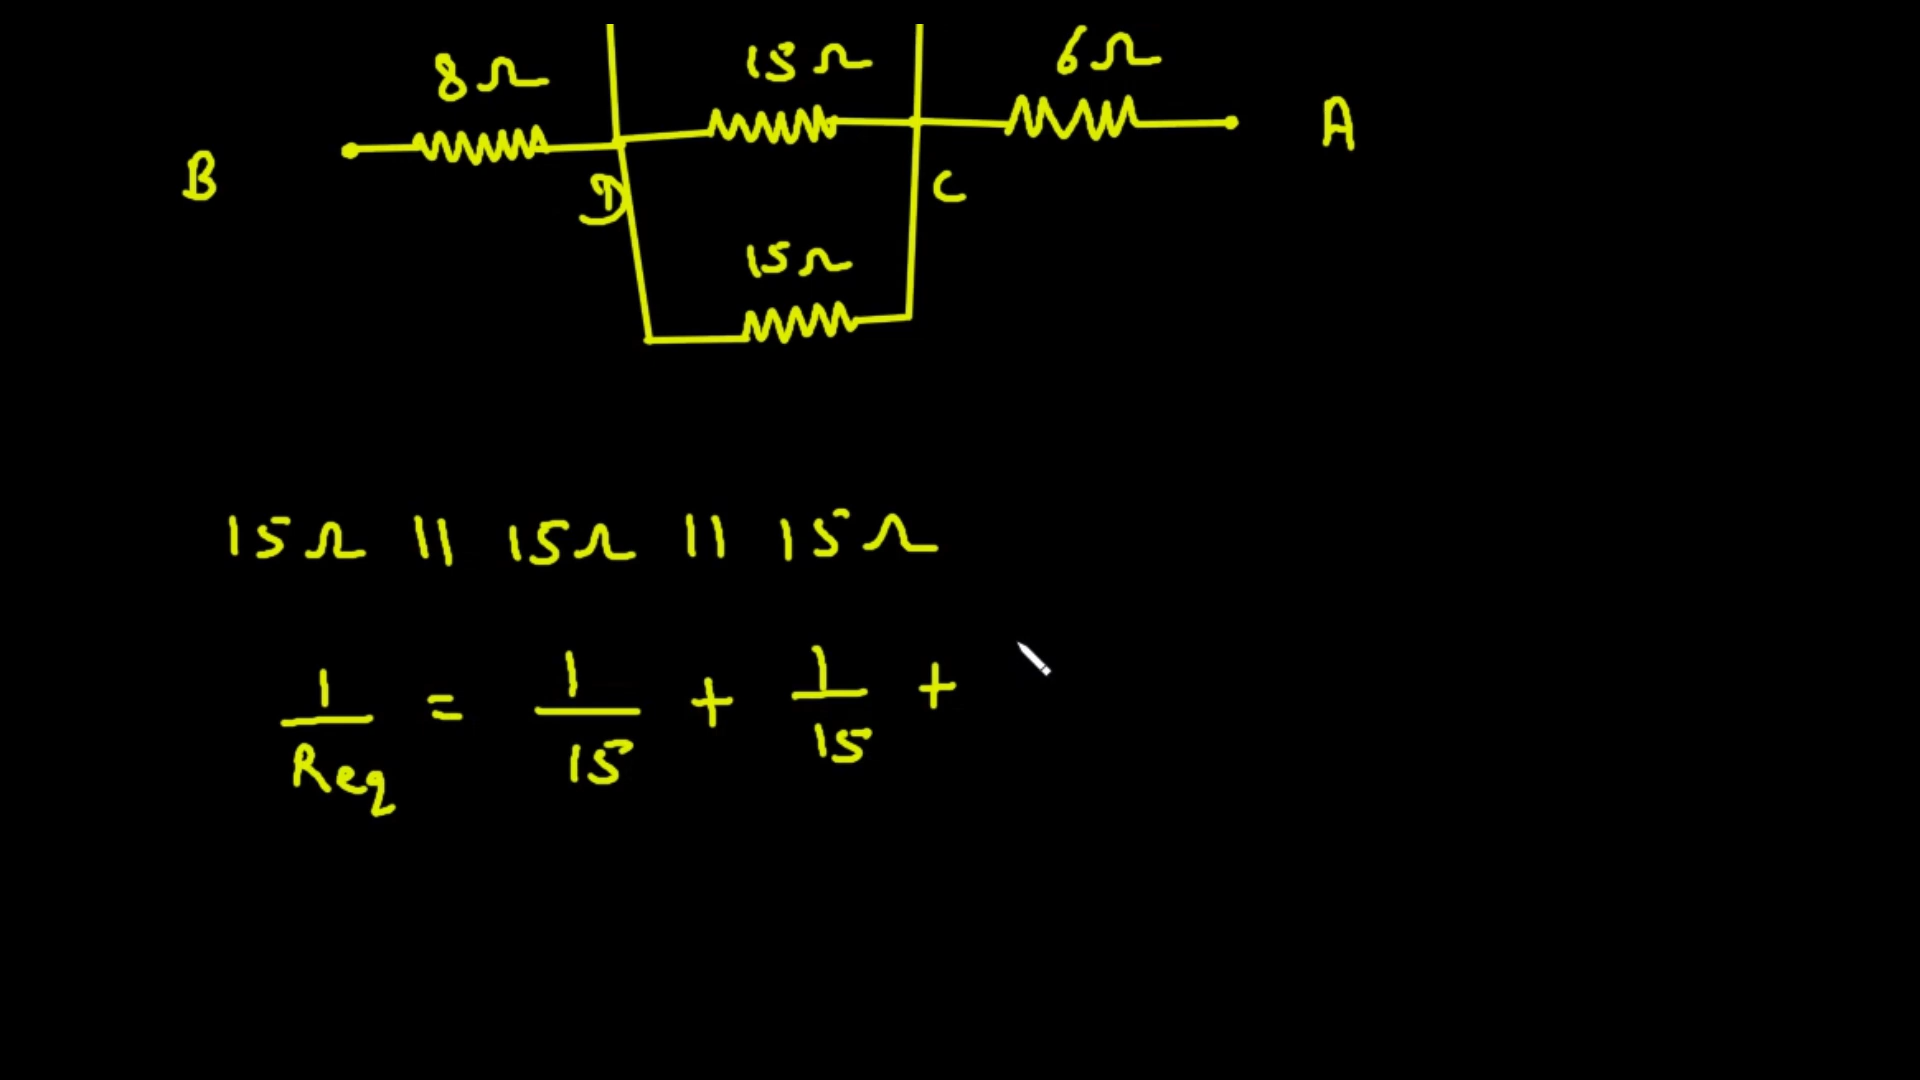 8Ω 15Ω 6Ω
B D C A
15Ω
15Ω || 15Ω || 15Ω
1/Req = 1/15 + 1/15 +